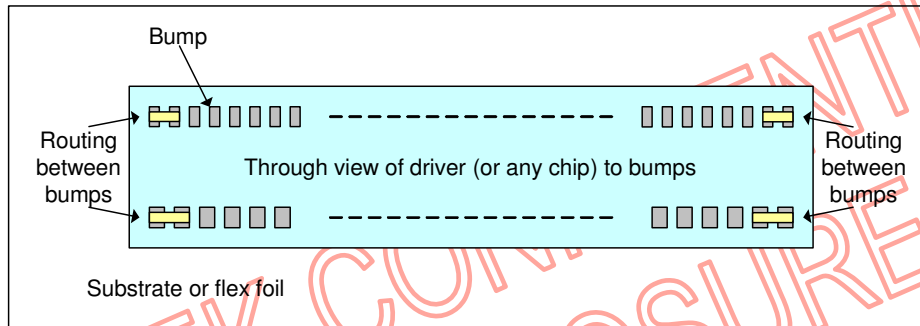 Bump
Routing
between
bumps
Through view of driver (or any chip) to bumps
Routing
between
bumps
Substrate or flex foil